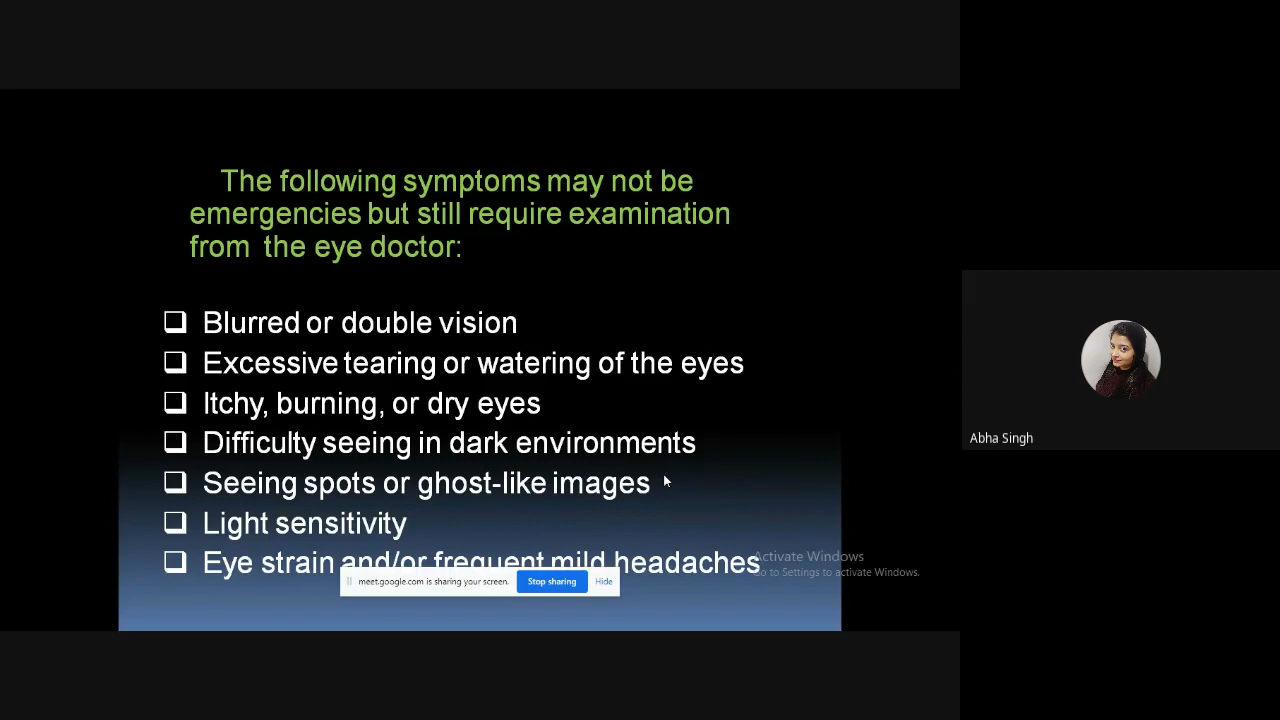 The following symptoms may not be
emergencies but still require examination
from the eye doctor:
❑ Blurred or double vision
❑ Excessive tearing or watering of the eyes
❑ Itchy, burning, or dry eyes
❑ Difficulty seeing in dark environments
❑ Seeing spots or ghost-like images
❑ Light sensitivity
❑ Eye strain and/or frequent mild headaches
meet.google.com is sharing your screen. Stop sharing Hide
Activate Windows
Go to Settings to activate Windows.
Abha Singh